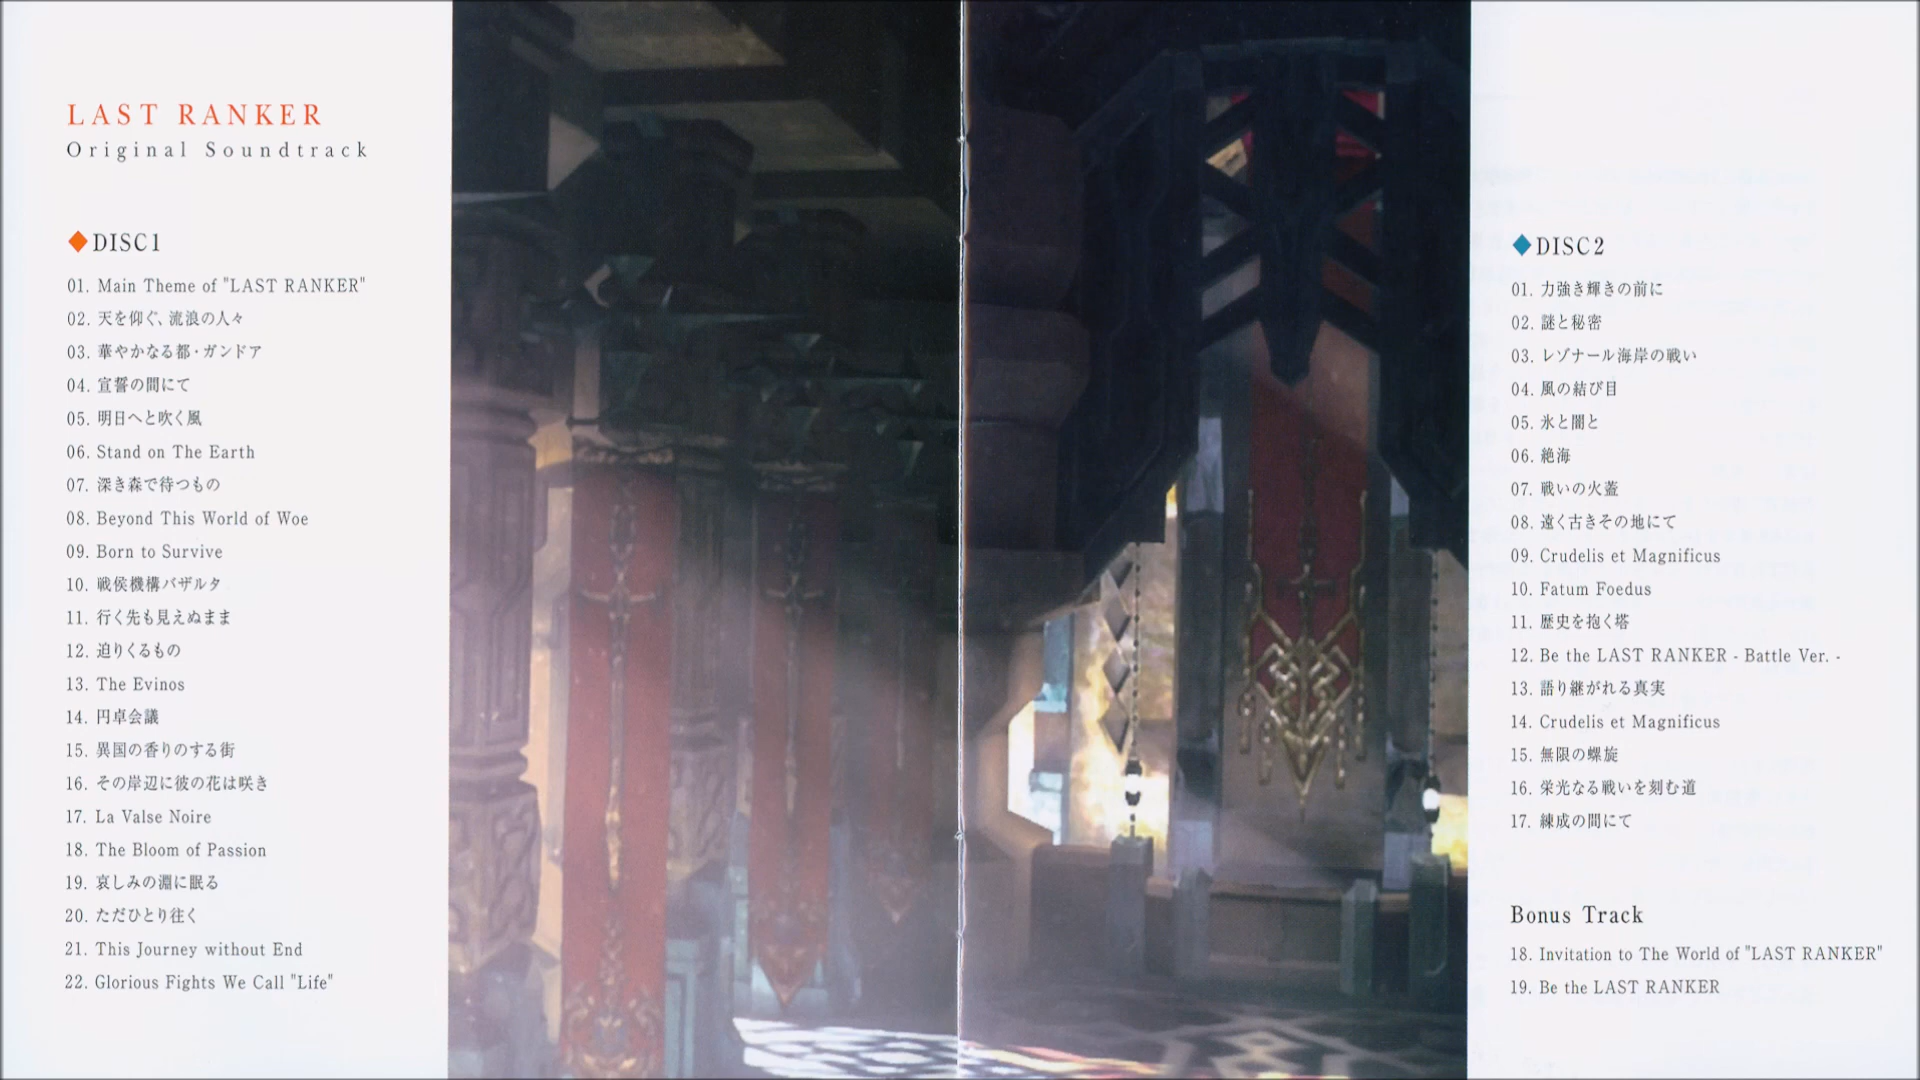 LAST RANKER
Original Soundtrack
◆DISC1
01. Main Theme of "LAST RANKER"
02. 天を仰ぐ、流浪の人々
03. 華やかなる都・ガンドア
04. 宣誓の間にて
05. 明日へと吹く風
06. Stand on The Earth
07. 深き森で待つもの
08. Beyond This World of Woe
09. Born to Survive
10. 戦侯機構バザルタ
11. 行く先も見えぬまま
12. 迫りくるもの
13. The Evinos
14. 円卓会議
15. 異国の香りのする街
16. その岸辺に彼の花は咲き
17. La Valse Noire
18. The Bloom of Passion
19. 哀しみの淵に眠る
20. ただひとり往く
21. This Journey without End
22. Glorious Fights We Call "Life"
◆DISC2
01. 力強き輝きの前に
02. 謎と秘密
03. レゾナール海岸の戦い
04. 風の結び目
05. 氷と闇と
06. 絶海
07. 戦いの火蓋
08. 遠く古きその地にて
09. Crudelis et Magnificus
10. Fatum Foedus
11. 歴史を抱く塔
12. Be the LAST RANKER - Battle Ver. -
13. 語り継がれる真実
14. Crudelis et Magnificus
15. 無限の螺旋
16. 栄光なる戦いを刻む道
17. 練成の間にて
Bonus Track
18. Invitation to The World of "LAST RANKER"
19. Be the LAST RANKER